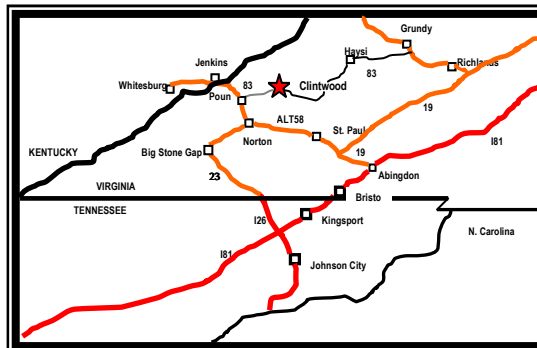 Grundy
Haysi
Jenkins
Richlands
83
Whitesburg
83
Clintwood
Poun
19
ALT58
St. Paul
I81
Norton
KENTUCKY
Big Stone Gap
19
Abingdon
23
VIRGINIA
Bristo
TENNESSEE
I26
Kingsport
N. Carolina
I81
Johnson City